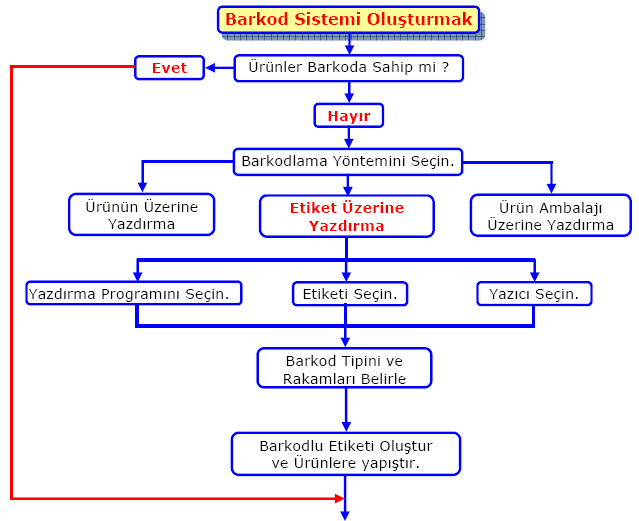 Barkod Sistemi Oluşturmak
Evet
Ürünler Barkoda Sahip mi ?
Hayır
Barkodlama Yöntemini Seçin.
Ürünün Üzerine
Yazdırma
Etiket Üzerine
Yazdırma
Ürün Ambalajı
Üzerine Yazdırma
Yazdırma Programını Seçin.
Etiketi Seçin.
Yazıcı Seçin.
Barkod Tipini ve
Rakamları Belirle
Barkodlu Etiketi Oluştur
ve Ürünlere yapıştır.